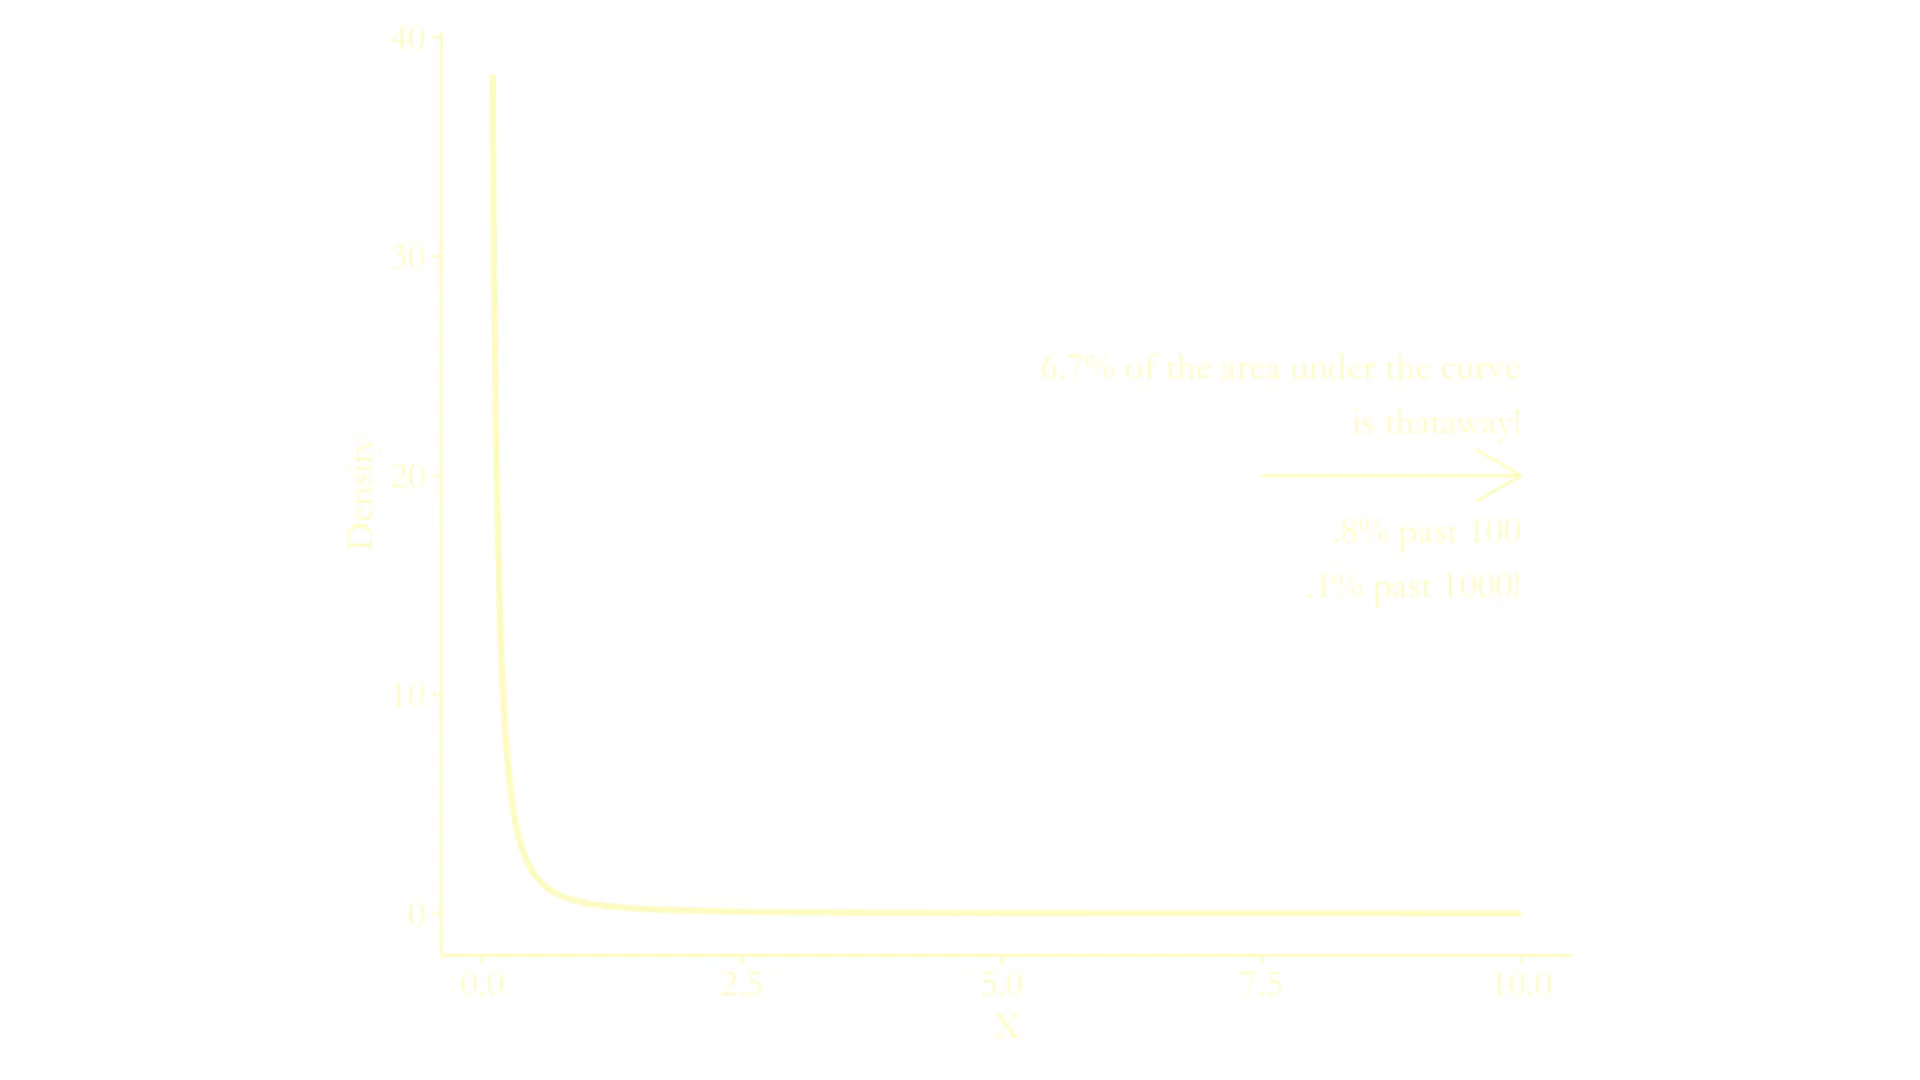 40
30
20
10
0
Density
6.7% of the area under the curve
is thataway!
.8% past 100
.1% past 1000!
0.0 2.5 5.0 7.5 10.0
X